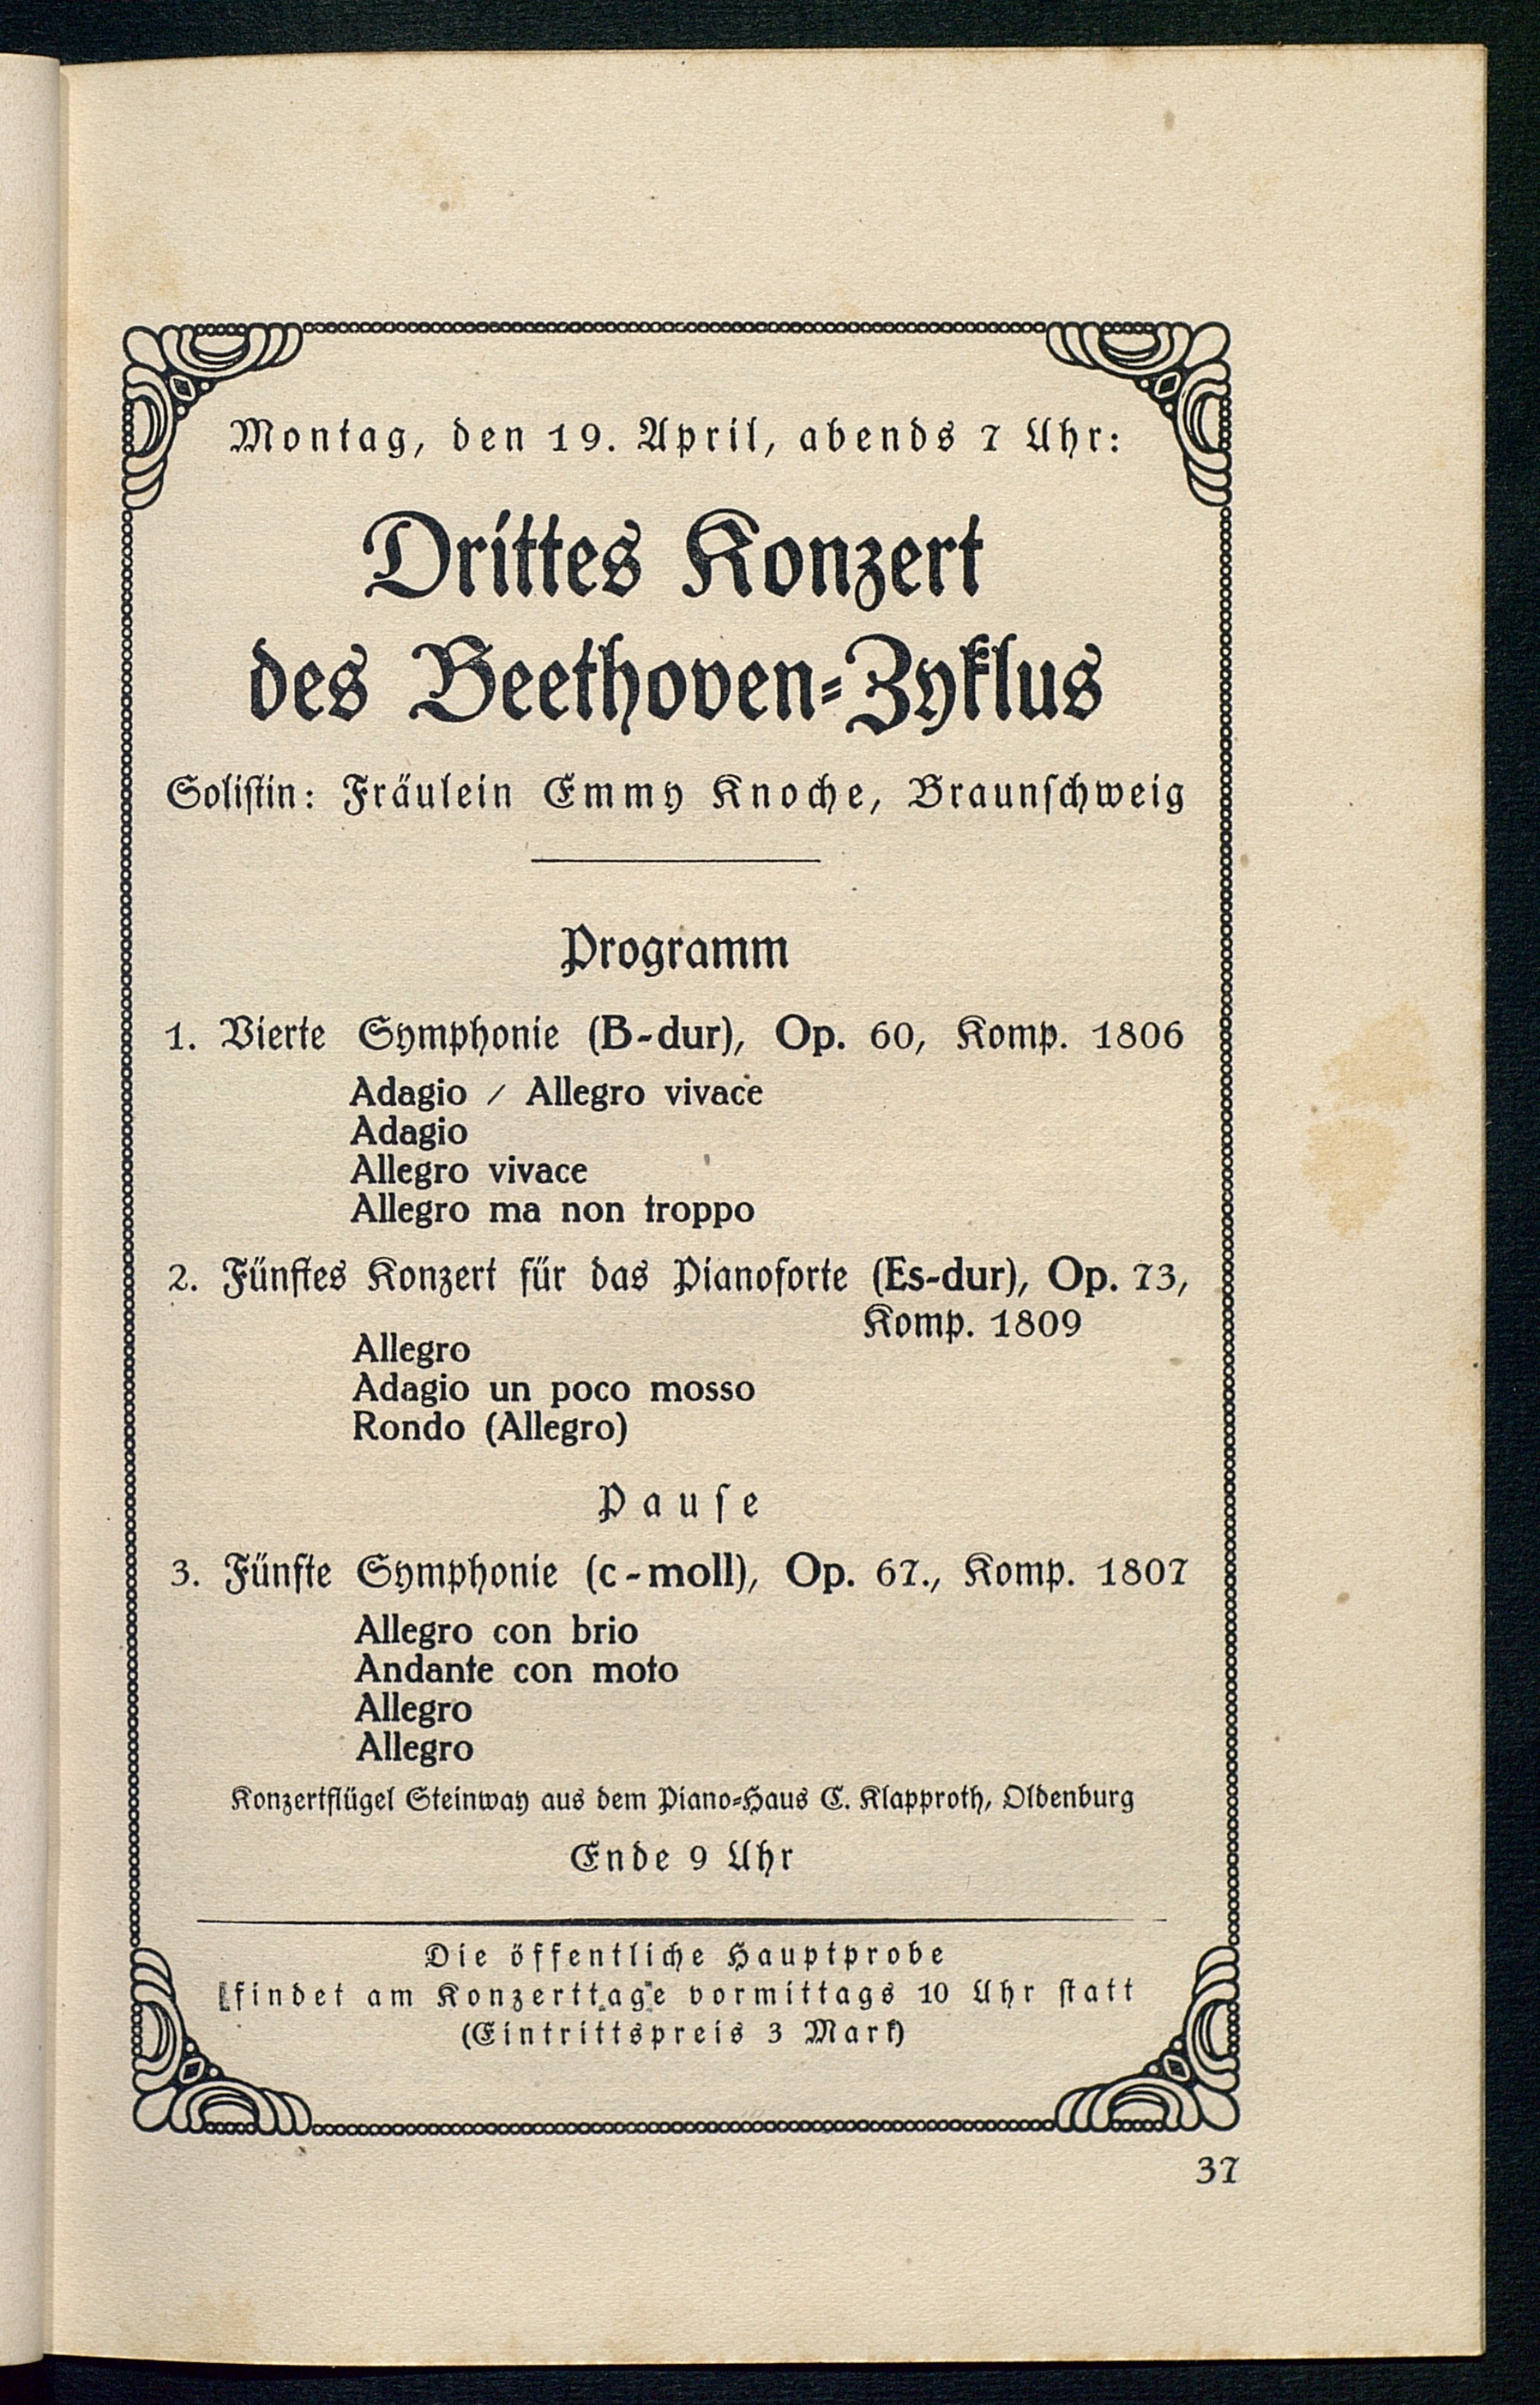 Montag, den 19. April, abends 7 Uhr:
Drittes Konzert
des Beethoven-Zyklus
Soliſtin: Fräulein Emmy Knoche, Braunſchweig
Programm
1. Vierte Symphonie (B-dur), Op. 60, Komp. 1806
Adagio / Allegro vivace
Adagio
Allegro vivace
Allegro ma non troppo
2. Fünftes Konzert für das Pianoforte (Es-dur), Op. 73,
Komp. 1809
Allegro
Adagio un poco mosso
Rondo (Allegro)
Pauſe
3. Fünfte Symphonie (c-moll), Op. 67., Komp. 1807
Allegro con brio
Andante con moto
Allegro
Allegro
Konzertflügel Steinway aus dem Piano-Haus C. Klapproth, Oldenburg
Ende 9 Uhr
Die öffentliche Hauptprobe
findet am Konzerttage vormittags 10 Uhr ſtatt
(Eintrittspreis 3 Mark)
37